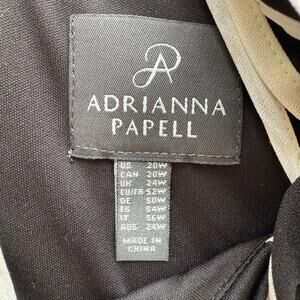 ADRIANNA
PAPELL
US 20W
CAN 20W
UK 24W
EU/FR 52W
DE 50W
ES 54W
IT 56W
AUS 24W
MADE IN
CHINA